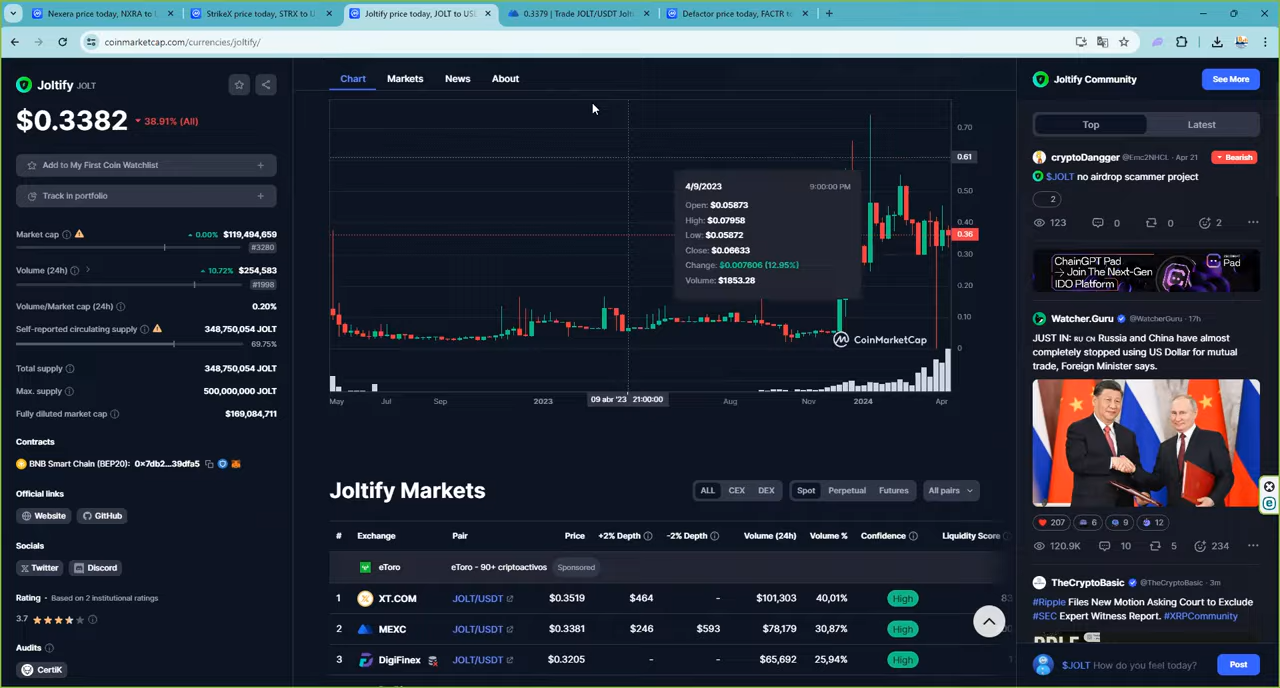 Nexera price today, NXRA to U
StrikeX price today, STRX to U
Joltify price today, JOLT to USD
0.3379 | Trade JOLT/USDT Jolti
Defactor price today, FACTR to
coinmarketcap.com/currencies/joltify/
Joltify JOLT
$0.3382 38.91% (All)
Add to My First Coin Watchlist
Track in portfolio
Market cap 0.00% $119,494,659
#3280
Volume (24h) 10.72% $254,583
#1998
Volume/Market cap (24h) 0.20%
Self-reported circulating supply 348,750,054 JOLT
69.75%
Total supply 348,750,054 JOLT
Max. supply 500,000,000 JOLT
Fully diluted market cap $169,084,711
Contracts
BNB Smart Chain (BEP20): 0x7db2...39dfa5
Official links
Website GitHub
Socials
Twitter Discord
Rating · Based on 2 institutional ratings
3.7
Audits
CertiK
Chart Markets News About
0.70
0.61
0.50
0.40
0.36
0.30
0.20
0.10
0
4/9/2023 9:00:00 PM
Open: $0.05873
High: $0.07958
Low: $0.05872
Close: $0.06633
Change: $0.007606 (12.95%)
Volume: $1853.28
CoinMarketCap
May Jul Sep 2023 09 abr '23 21:00:00 Aug Nov 2024 Apr
Joltify Markets
ALL CEX DEX Spot Perpetual Futures All pairs
# Exchange Pair Price +2% Depth -2% Depth Volume (24h) Volume % Confidence Liquidity Score
eToro eToro - 90+ criptoactivos Sponsored
1 XT.COM JOLT/USDT $0.3519 $464 - $101,303 40,01% High 83
2 MEXC JOLT/USDT $0.3381 $246 $593 $78,179 30,87% High
3 DigiFinex JOLT/USDT $0.3205 - - $65,692 25,94% High 1
Joltify Community See More
Top Latest
cryptoDangger @Emc2NHCL · Apr 21 Bearish
$JOLT no airdrop scammer project
2
123 0 0 2
ChainGPT Pad
→ Join The Next-Gen
IDO Platform
Pad
Watcher.Guru @WatcherGuru · 17h
JUST IN: RU CN Russia and China have almost
completely stopped using US Dollar for mutual
trade, Foreign Minister says.
207 6 9 12
120.9K 10 5 234
TheCryptoBasic @TheCryptoBasic · 3m
#Ripple Files New Motion Asking Court to Exclude
#SEC Expert Witness Report. #XRPCommunity
$JOLT How do you feel today? Post